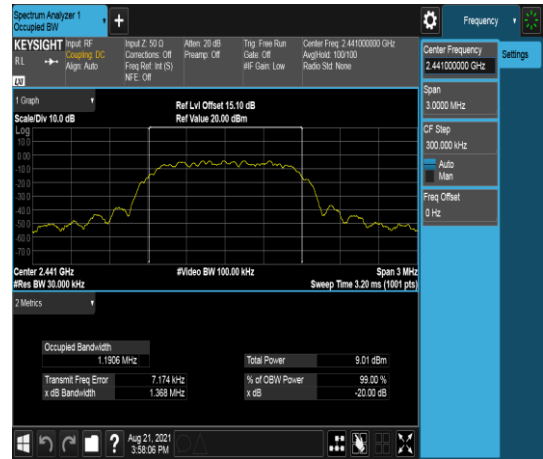 Spectrum Analyzer 1
Occupied BW
+
Frequency
KEYSIGHT Input: RF
Coupling: DC
Align: Auto
RL
LXI
Input Z: 50 Ω
Corrections: Off
Freq Ref: Int (S)
NFE: Off
Atten: 20 dB
Preamp: Off
Trig: Free Run
Gate: Off
#IF Gain: Low
Center Freq: 2.441000000 GHz
Avg|Hold: 100/100
Radio Std: None
Center Frequency
2.441000000 GHz
Settings
Span
3.0000 MHz
CF Step
300.000 kHz
Auto
Man
Freq Offset
0 Hz
1 Graph
Scale/Div 10.0 dB
Ref Lvl Offset 15.10 dB
Ref Value 20.00 dBm
Log
10.0
0.00
-10.0
-20.0
-30.0
-40.0
-50.0
-60.0
-70.0
Center 2.441 GHz
#Res BW 30.000 kHz
#Video BW 100.00 kHz
Span 3 MHz
Sweep Time 3.20 ms (1001 pts)
2 Metrics
Occupied Bandwidth
1.1906 MHz
Total Power 9.01 dBm
Transmit Freq Error 7.174 kHz
% of OBW Power 99.00 %
x dB Bandwidth 1.368 MHz
x dB -20.00 dB
?
Aug 21, 2021
3:58:06 PM